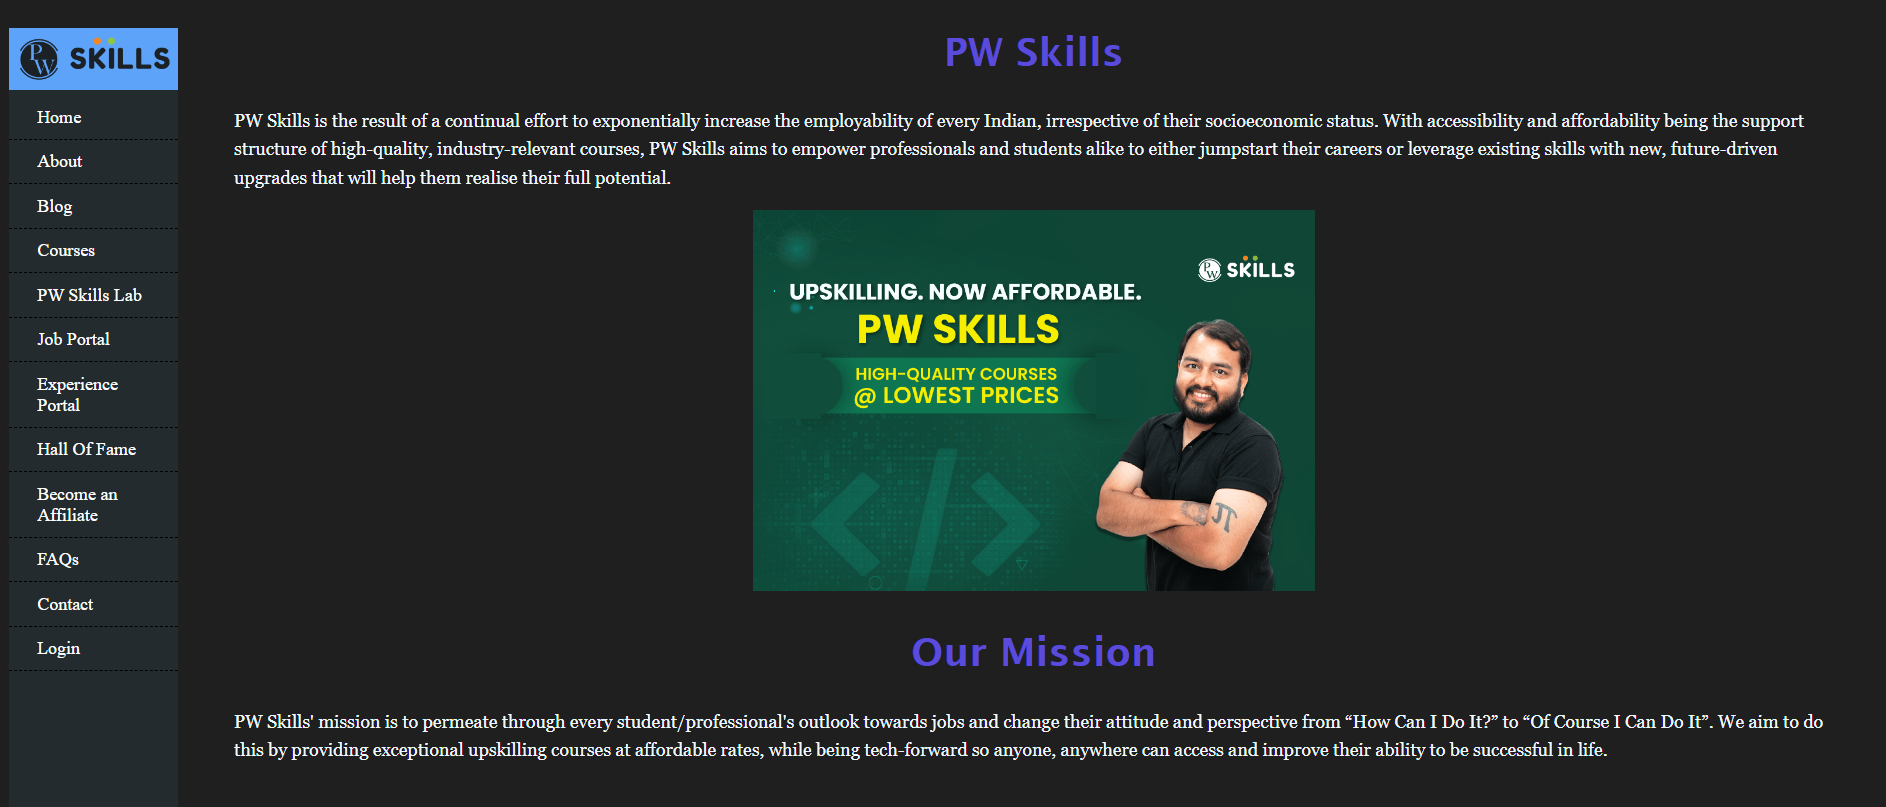 PW SKILLS
Home
About
Blog
Courses
PW Skills Lab
Job Portal
Experience
Portal
Hall Of Fame
Become an
Affiliate
FAQs
Contact
Login
PW Skills
PW Skills is the result of a continual effort to exponentially increase the employability of every Indian, irrespective of their socioeconomic status. With accessibility and affordability being the support
structure of high-quality, industry-relevant courses, PW Skills aims to empower professionals and students alike to either jumpstart their careers or leverage existing skills with new, future-driven
upgrades that will help them realise their full potential.
PW SKILLS
UPSKILLING. NOW AFFORDABLE.
PW SKILLS
HIGH-QUALITY COURSES
@ LOWEST PRICES
</>
π
Our Mission
PW Skills' mission is to permeate through every student/professional's outlook towards jobs and change their attitude and perspective from “How Can I Do It?” to “Of Course I Can Do It”. We aim to do
this by providing exceptional upskilling courses at affordable rates, while being tech-forward so anyone, anywhere can access and improve their ability to be successful in life.